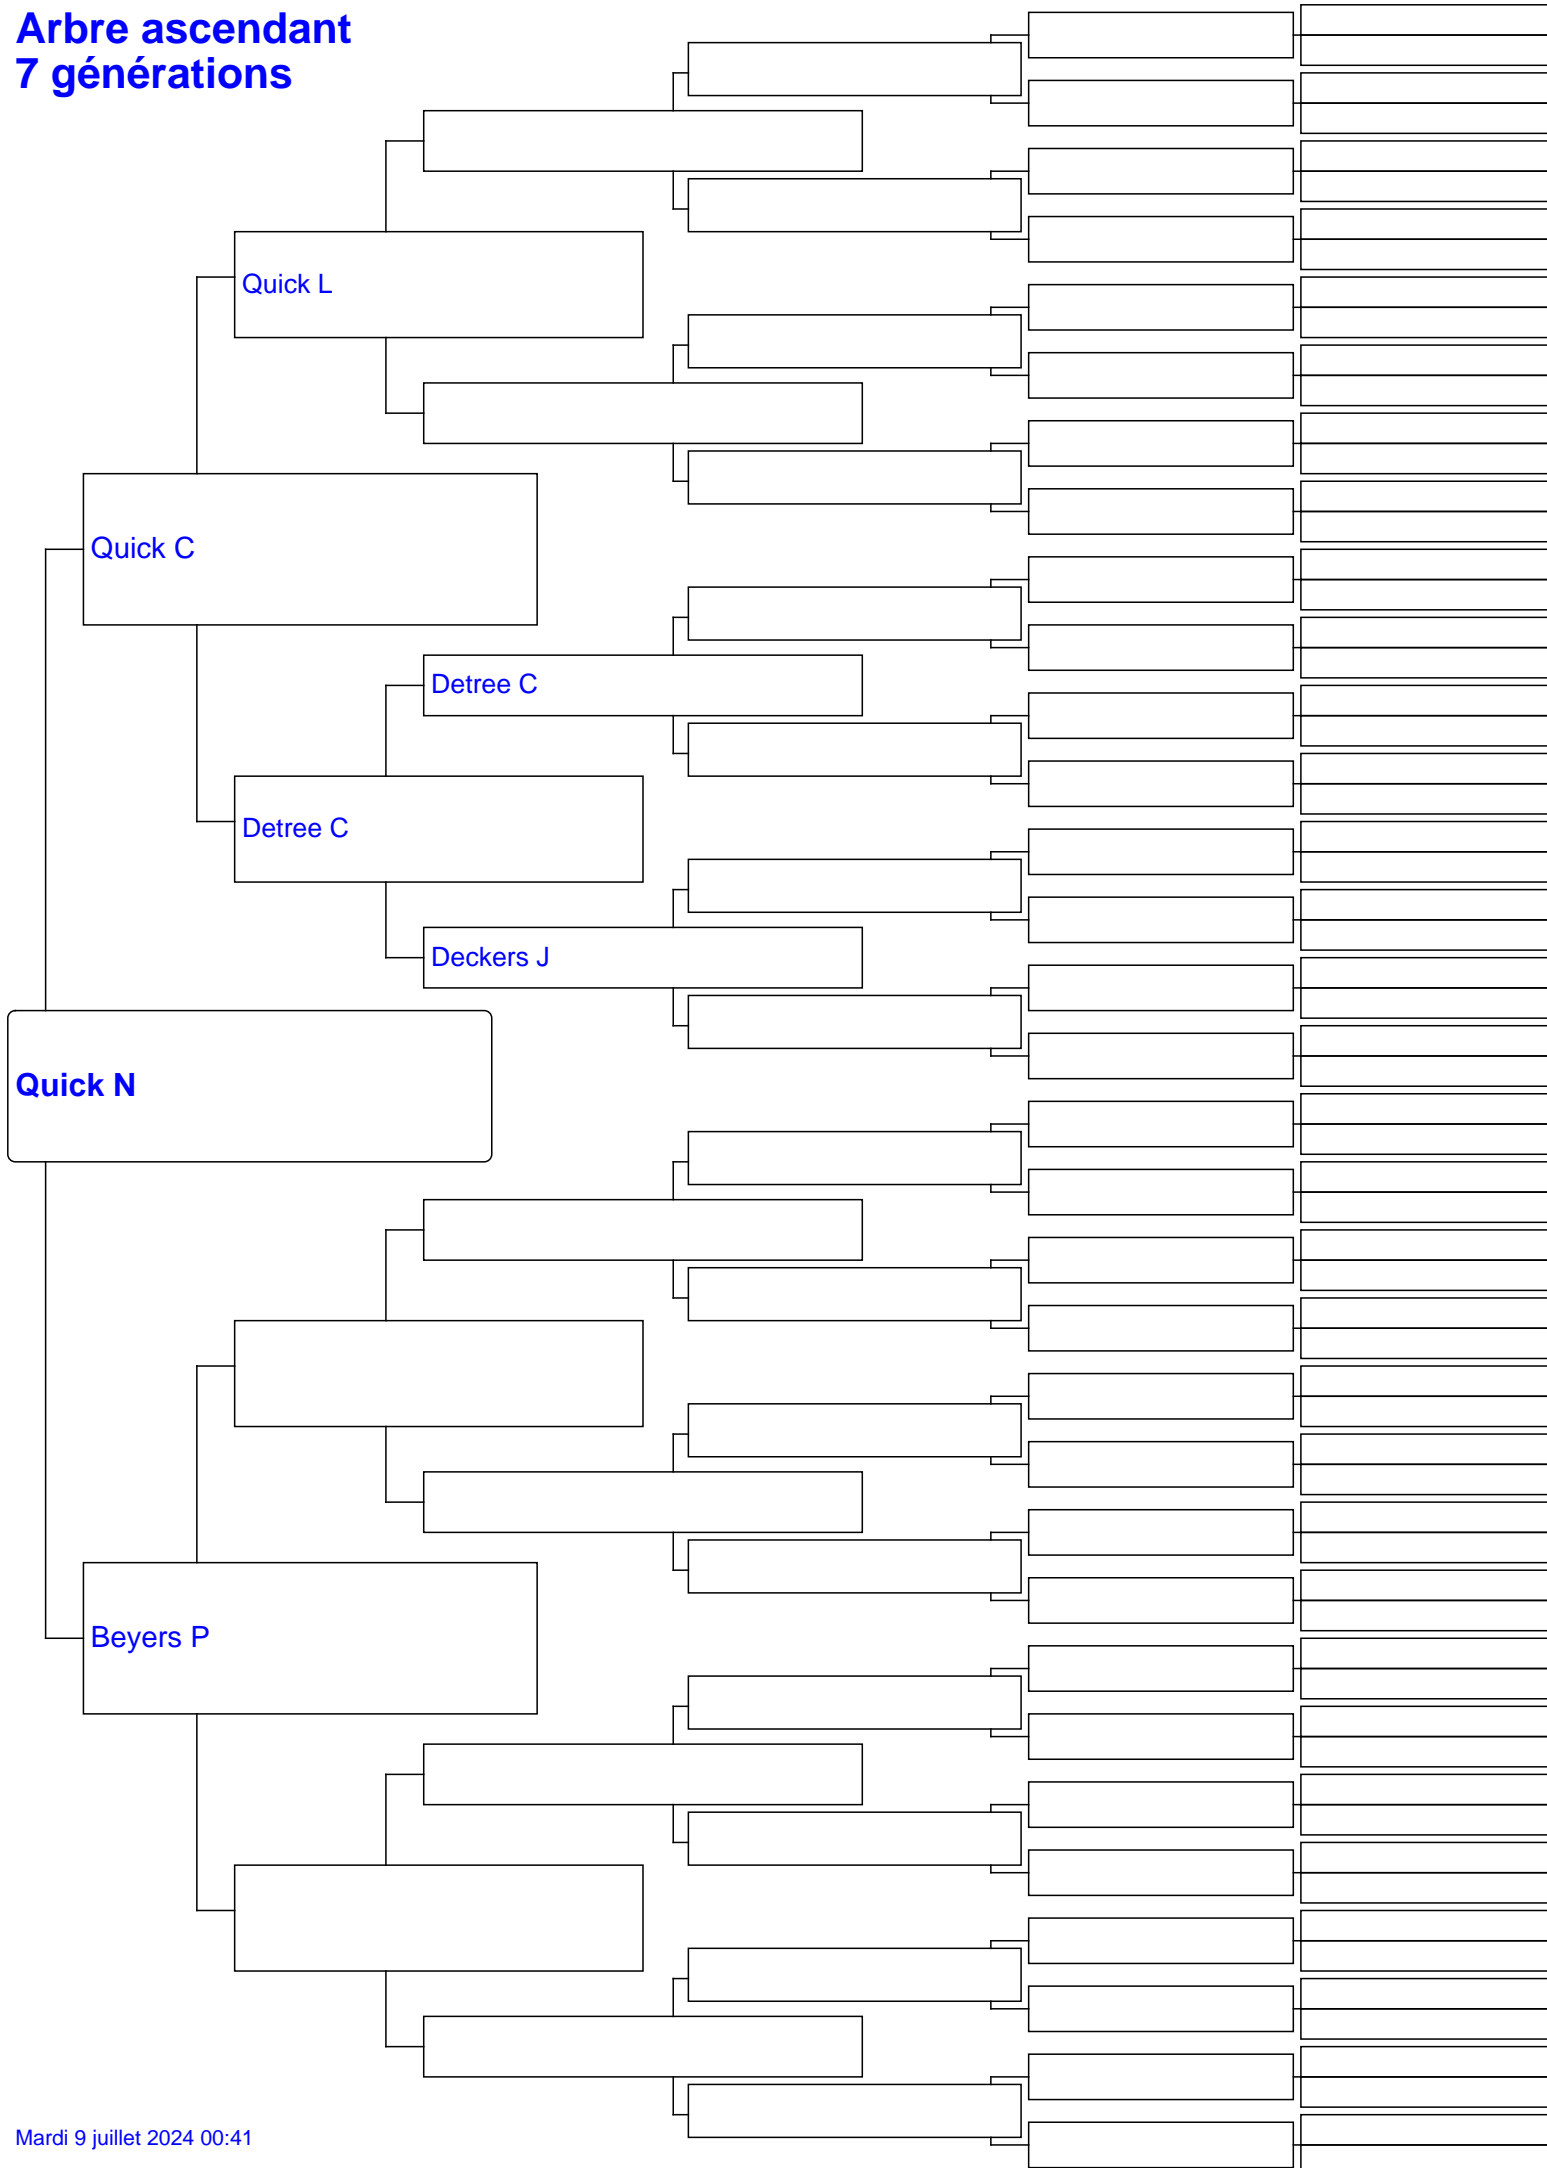 Arbre ascendant
7 générations
Quick L
Quick C
Detree C
Detree C
Deckers J
Quick N
Beyers P
Mardi 9 juillet 2024 00:41